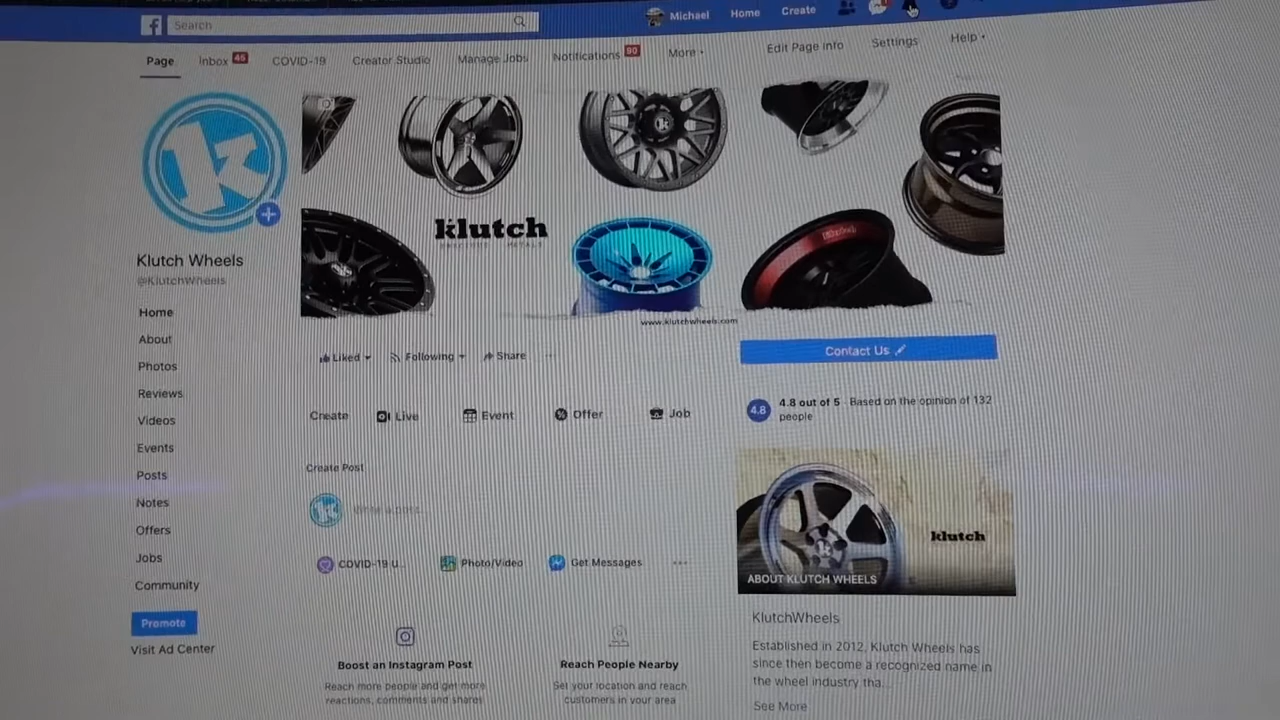 Search
Michael
Home
Create
Page
Inbox
45
COVID-19
Creator Studio
Manage Jobs
Notifications
90
More
Edit Page Info
Settings
Help
Klutch Wheels
@KlutchWheels
Home
About
Photos
Reviews
Videos
Events
Posts
Notes
Offers
Jobs
Community
Promote
Visit Ad Center
klutch
www.klutchwheels.com
Liked
Following
Share
...
Contact Us
Create
Live
Event
Offer
Job
4.8
4.8 out of 5 · Based on the opinion of 132
people
Create Post
Write a post...
COVID-19 U...
Photo/Video
Get Messages
...
Boost an Instagram Post
Reach more people and get more
reactions, comments and shares
Reach People Nearby
Set your location and reach
customers in your area
klutch
ABOUT KLUTCH WHEELS
KlutchWheels
Established in 2012, Klutch Wheels has
since then become a recognized name in
the wheel industry tha...
See More